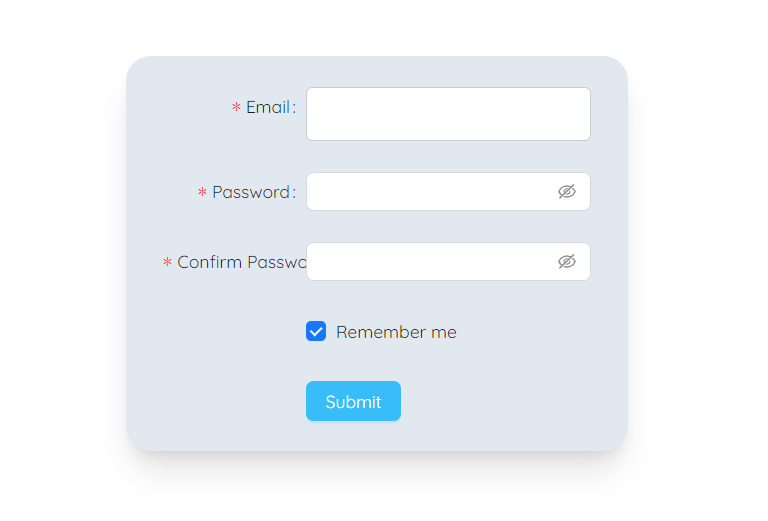 * Email:
* Password:
* Confirm Passwo
Remember me
Submit